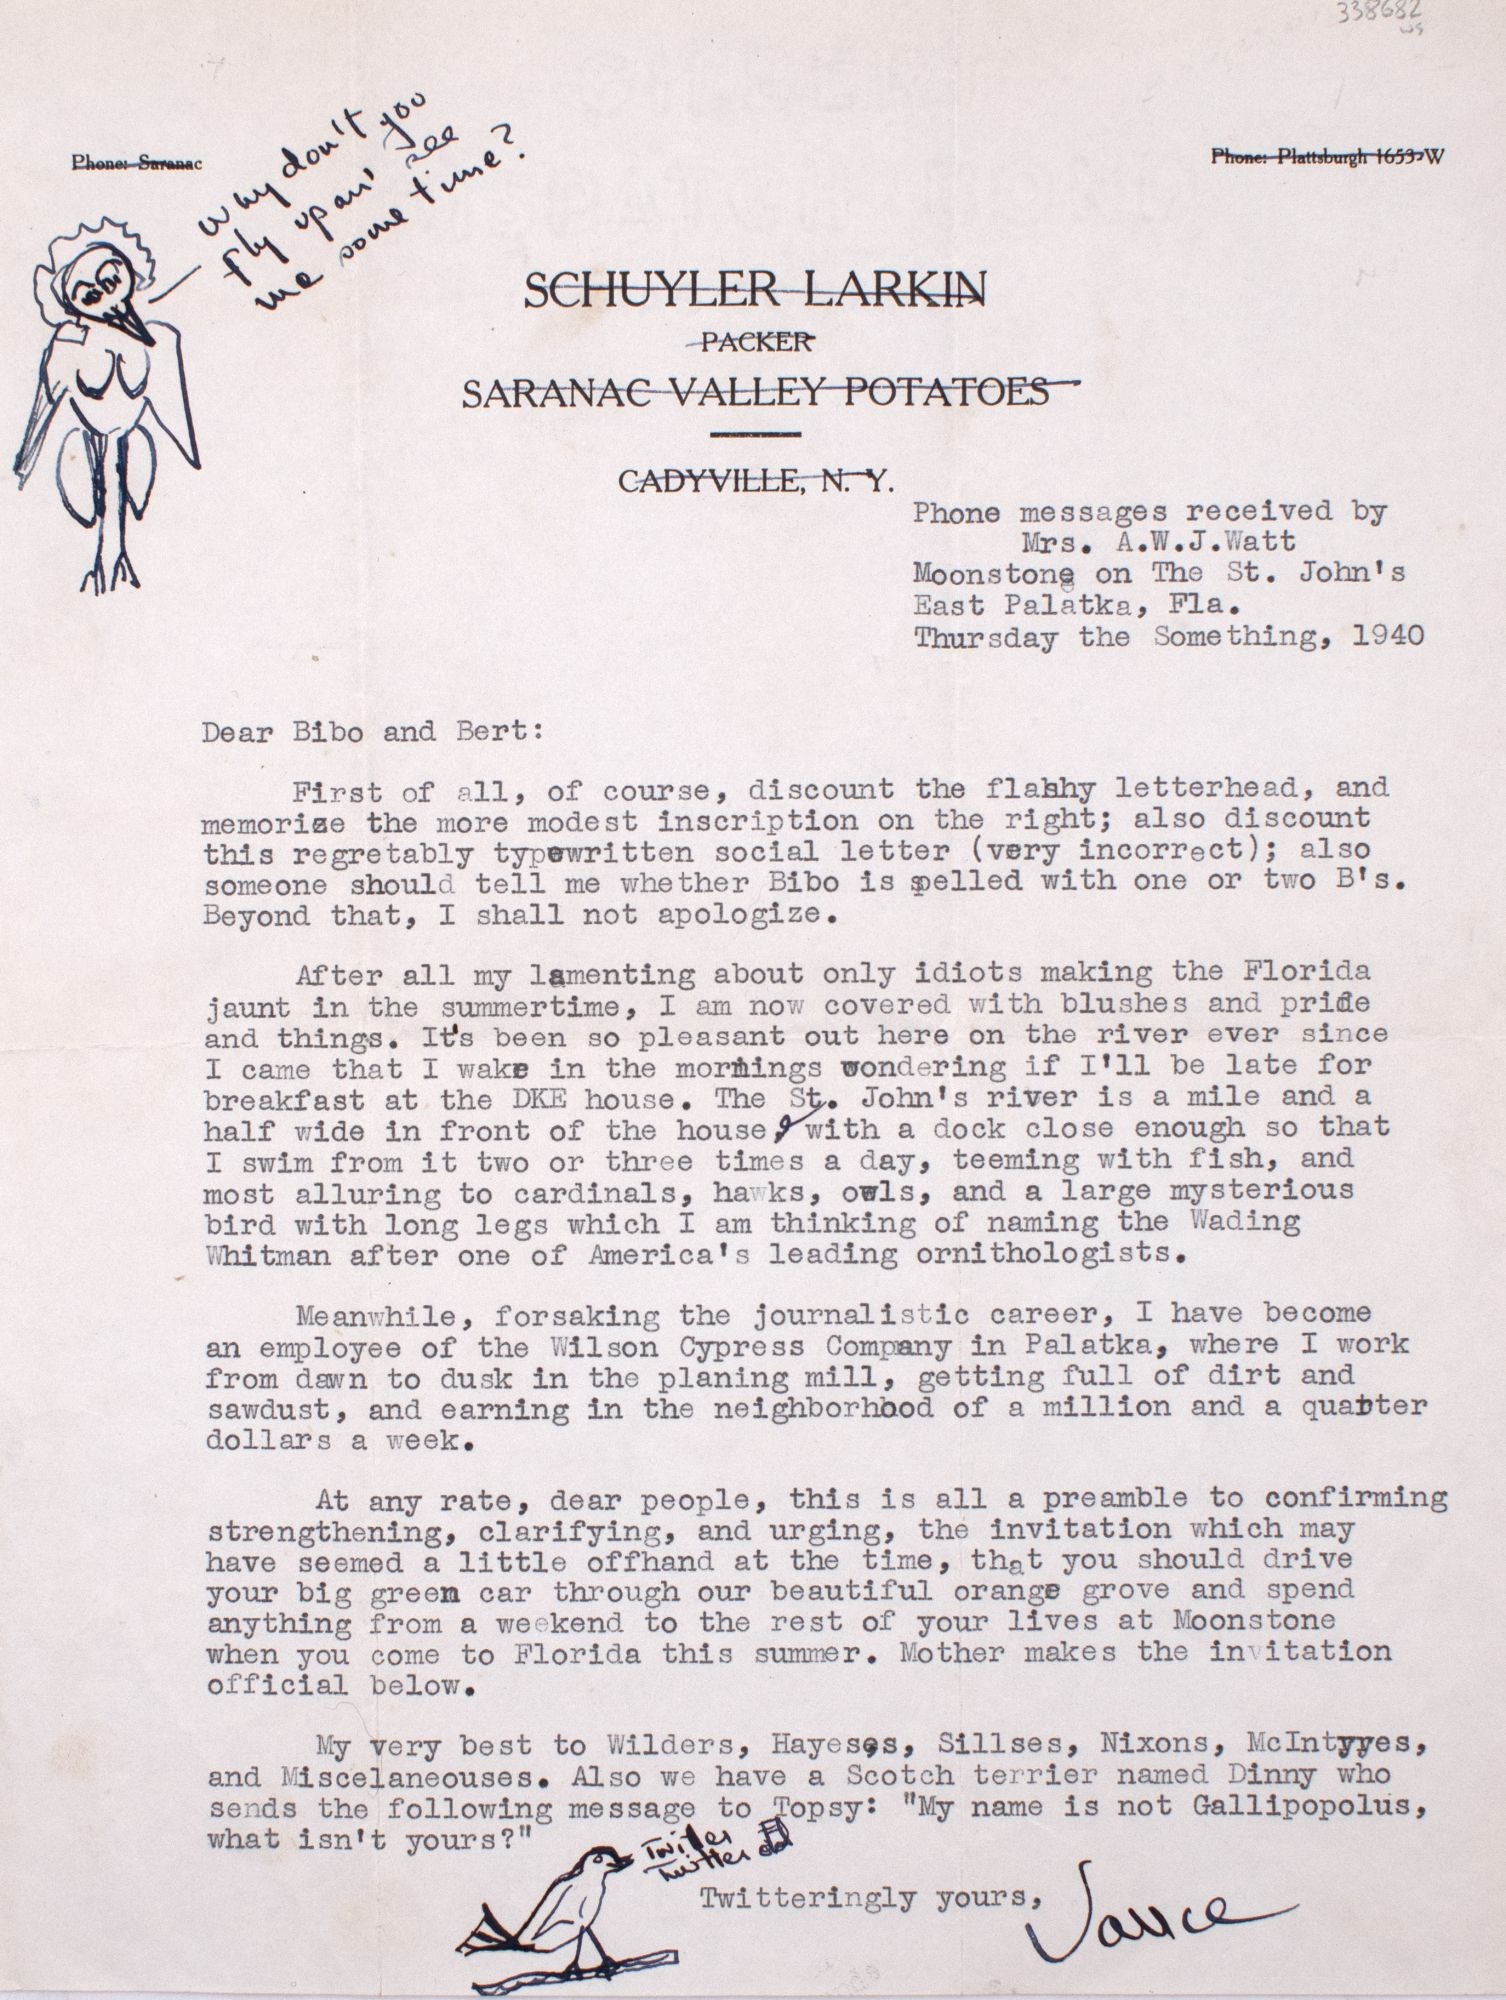 338682
ws
Why don't you
fly up an' see
me some time?
Phone: Saranac
Phone: Plattsburgh 1653-W
SCHUYLER LARKIN
PACKER
SARANAC VALLEY POTATOES
CADYVILLE, N. Y.
Phone messages received by
Mrs. A.W.J.Watt
Moonstone on The St. John's
East Palatka, Fla.
Thursday the Something, 1940
Dear Bibo and Bert:
First of all, of course, discount the flashy letterhead, and
memorize the more modest inscription on the right; also discount
this regretably typewritten social letter (very incorrect); also
someone should tell me whether Bibo is spelled with one or two B's.
Beyond that, I shall not apologize.
After all my lamenting about only idiots making the Florida
jaunt in the summertime, I am now covered with blushes and pride
and things. It's been so pleasant out here on the river ever since
I came that I wake in the mornings wondering if I'll be late for
breakfast at the DKE house. The St. John's river is a mile and a
half wide in front of the house, with a dock close enough so that
I swim from it two or three times a day, teeming with fish, and
most alluring to cardinals, hawks, owls, and a large mysterious
bird with long legs which I am thinking of naming the Wading
Whitman after one of America's leading ornithologists.
Meanwhile, forsaking the journalistic career, I have become
an employee of the Wilson Cypress Company in Palatka, where I work
from dawn to dusk in the planing mill, getting full of dirt and
sawdust, and earning in the neighborhood of a million and a quarter
dollars a week.
At any rate, dear people, this is all a preamble to confirming
strengthening, clarifying, and urging, the invitation which may
have seemed a little offhand at the time, that you should drive
your big green car through our beautiful orange grove and spend
anything from a weekend to the rest of your lives at Moonstone
when you come to Florida this summer. Mother makes the invitation
official below.
My very best to Wilders, Hayeses, Sillses, Nixons, McIntyres,
and Miscelaneouses. Also we have a Scotch terrier named Dinny who
sends the following message to Topsy: "My name is not Gallipopolus,
what isn't yours?"
Twitter
Twitter
Twitteringly yours,